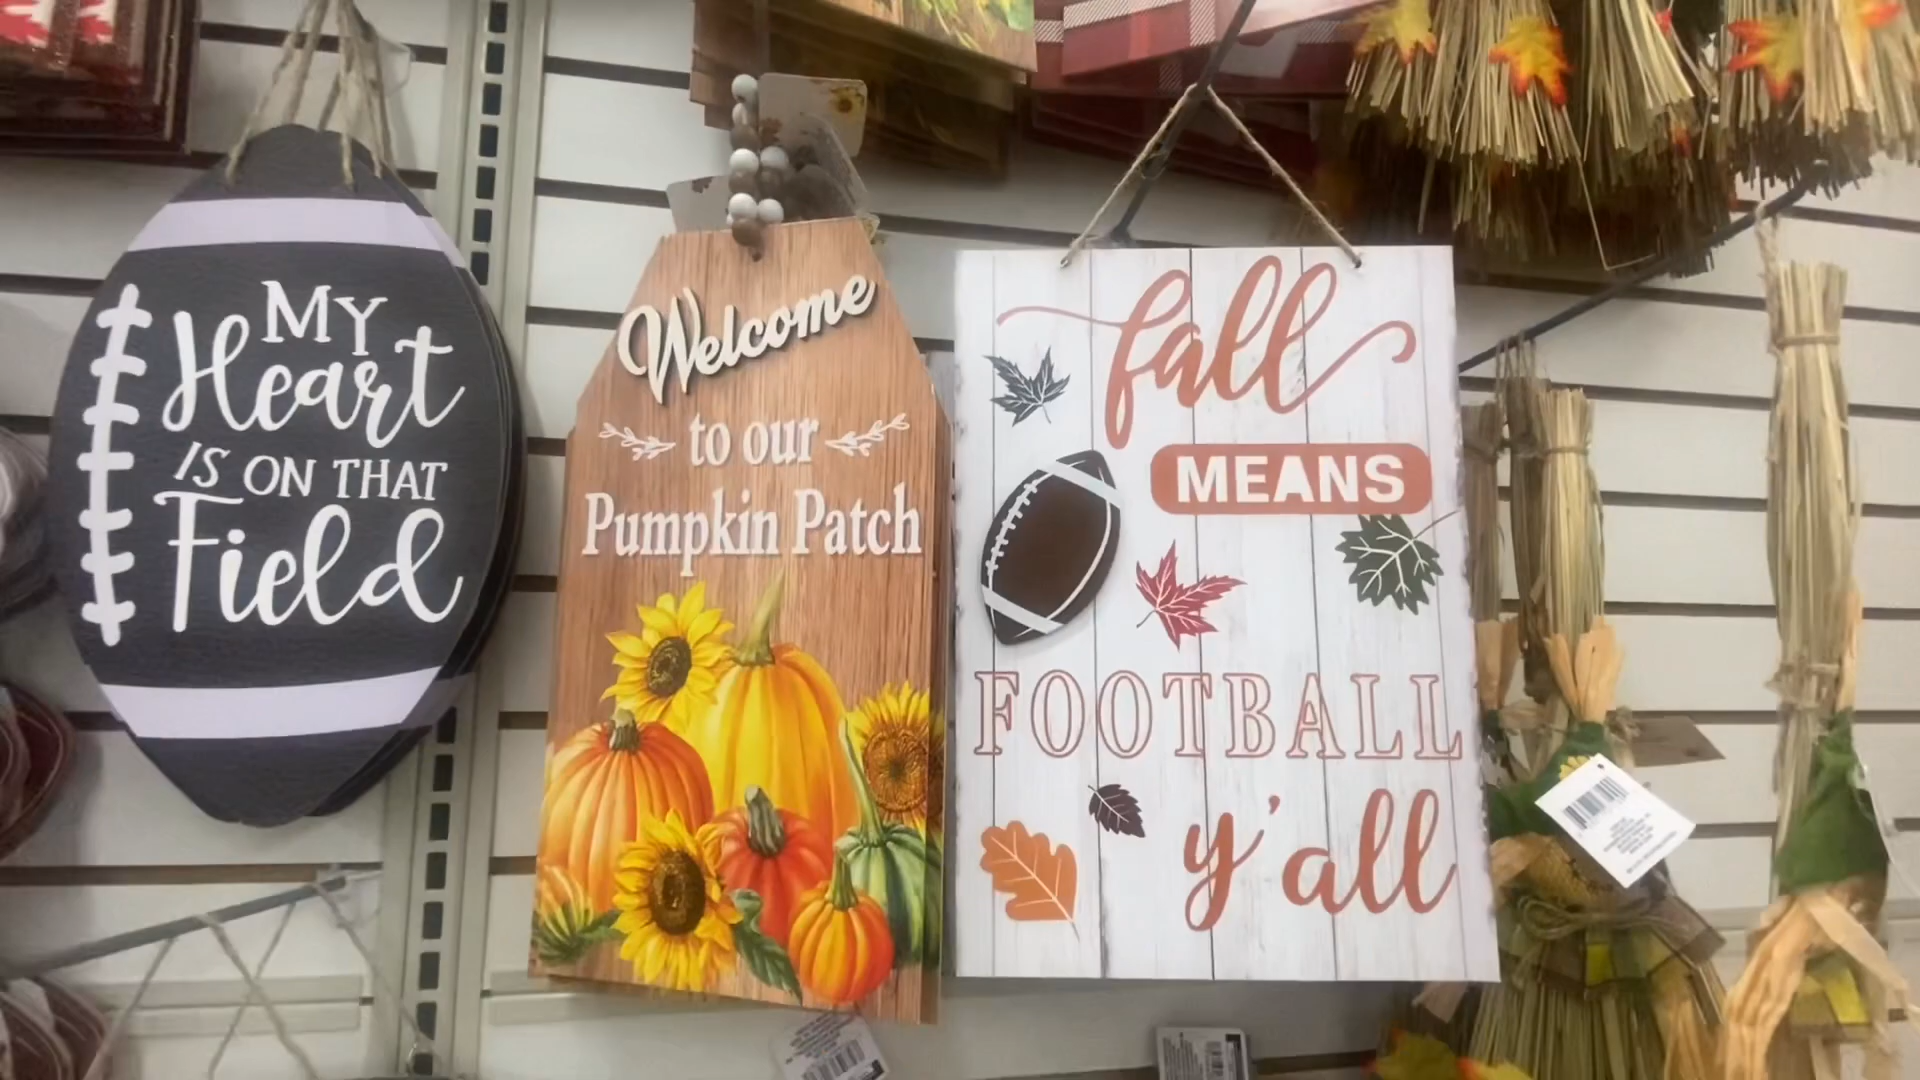 MY
Heart
IS ON THAT
Field
Welcome
to our
Pumpkin Patch
fall
MEANS
FOOTBALL
y'all